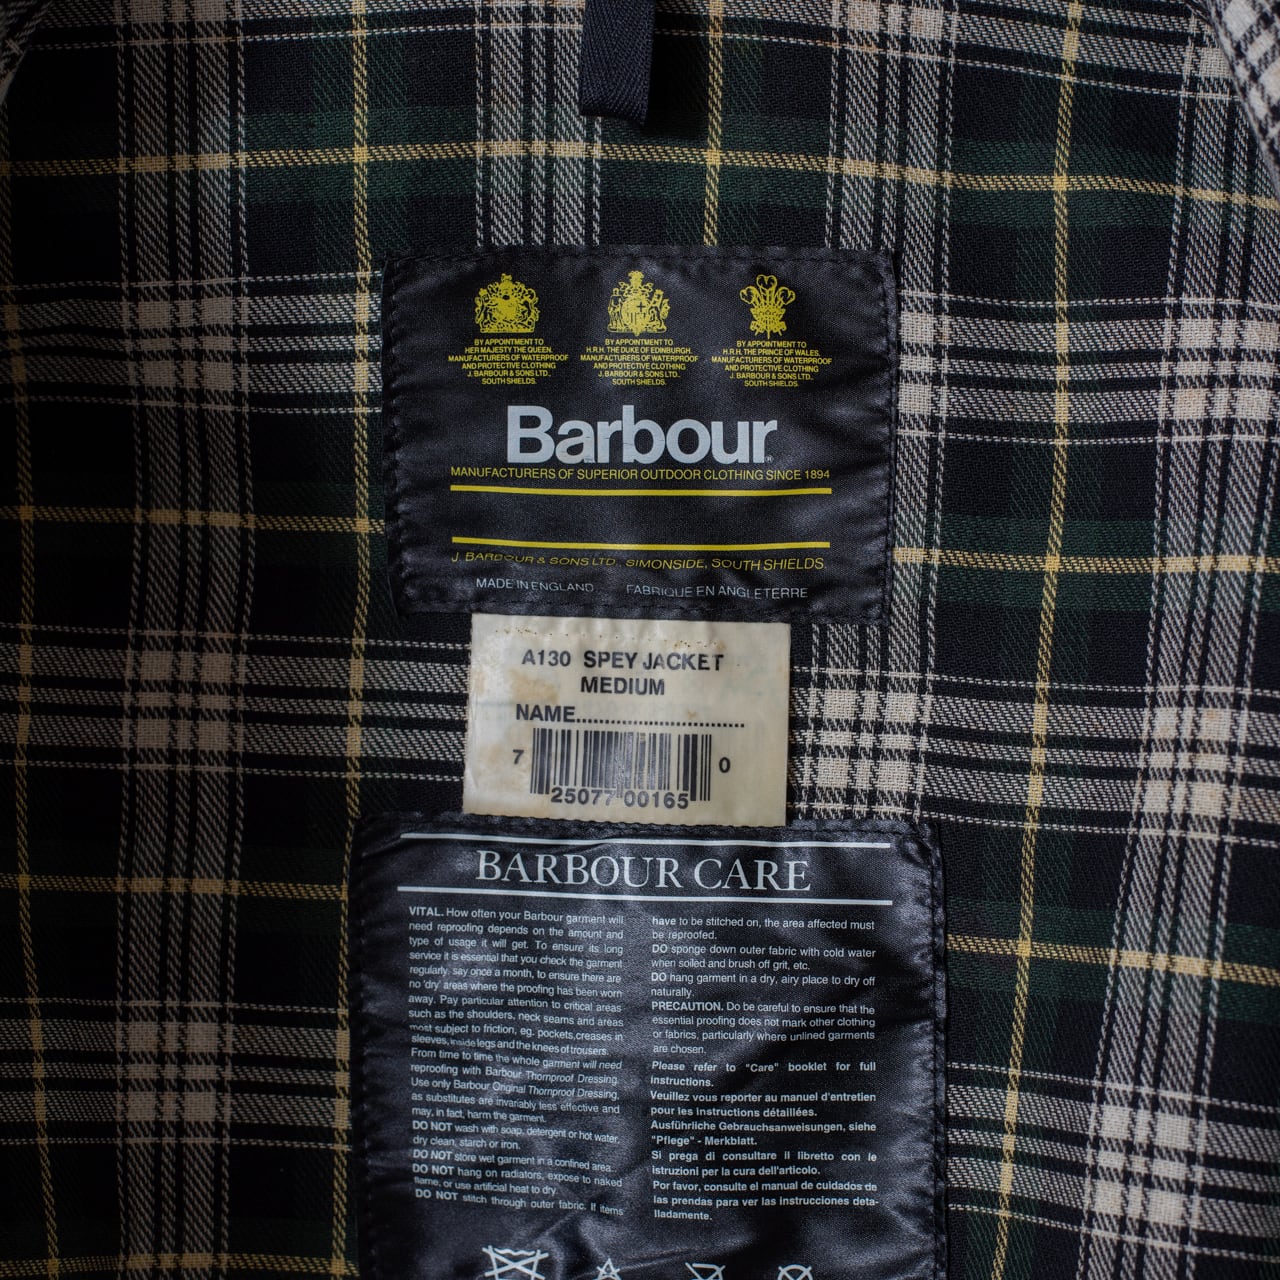 BY APPOINTMENT TO
HER MAJESTY THE QUEEN.
MANUFACTURERS OF WATERPROOF
AND PROTECTIVE CLOTHING
J. BARBOUR & SONS LTD.,
SOUTH SHIELDS.
BY APPOINTMENT TO
H.R.H. THE DUKE OF EDINBURGH.
MANUFACTURERS OF WATERPROOF
AND PROTECTIVE CLOTHING
J. BARBOUR & SONS LTD.,
SOUTH SHIELDS.
BY APPOINTMENT TO
H.R.H. THE PRINCE OF WALES.
MANUFACTURERS OF WATERPROOF
AND PROTECTIVE CLOTHING
J. BARBOUR & SONS LTD.,
SOUTH SHIELDS.
Barbour®
MANUFACTURERS OF SUPERIOR OUTDOOR CLOTHING SINCE 1894
J. BARBOUR & SONS LTD., SIMONSIDE, SOUTH SHIELDS.
MADE IN ENGLAND FABRIQUE EN ANGLETERRE
A130 SPEY JACKET
MEDIUM
NAME..............................
7 25077 00165 0
BARBOUR CARE
VITAL. How often your Barbour garment will
need reproofing depends on the amount and
type of usage it will get. To ensure its long
service it is essential that you check the garment
regularly, say once a month, to ensure there are
no 'dry' areas where the proofing has been worn
away. Pay particular attention to critical areas
such as the shoulders, neck seams and areas
most subject to friction, eg. pockets, creases in
sleeves, inside legs and the knees of trousers.
From time to time the whole garment will need
reproofing with Barbour Thornproof Dressing.
Use only Barbour Original Thornproof Dressing,
as substitutes are invariably less effective and
may, in fact, harm the garment.
DO NOT wash with soap, detergent or hot water,
dry clean, starch or iron.
DO NOT store wet garment in a confined area.
DO NOT hang on radiators, expose to naked
flame, or use artificial heat to dry.
DO NOT stitch through outer fabric. If items
have to be stitched on, the area affected must
be reproofed.
DO sponge down outer fabric with cold water
when soiled and brush off grit, etc.
DO hang garment in a dry, airy place to dry off
naturally.
PRECAUTION. Do be careful to ensure that the
essential proofing does not mark other clothing
or fabrics, particularly where unlined garments
are chosen.
Please refer to "Care" booklet for full
instructions.
Veuillez vous reporter au manuel d'entretien
pour les instructions détaillées.
Ausführliche Gebrauchsanweisungen, siehe
"Pflege" - Merkblatt.
Si prega di consultare il libretto con le
istruzioni per la cura dell'articolo.
Por favor, consulte el manual de cuidados de
las prendas para ver las instrucciones deta-
lladamente.